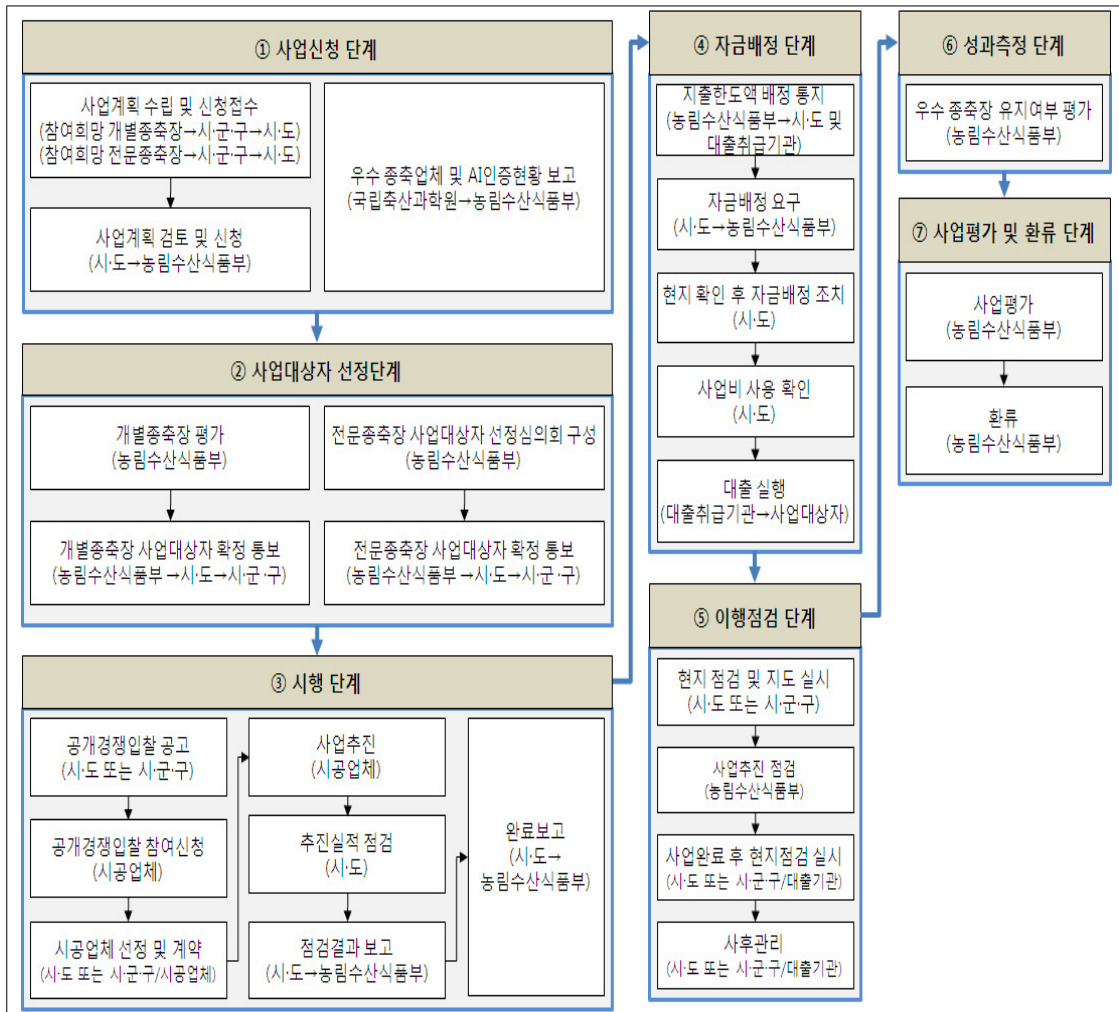 ① 사업신청 단계
사업계획 수립 및 신청접수
(참여희망 개별종축장→시·군·구→시·도)
(참여희망 전문종축장→시·군·구→시·도)
사업계획 검토 및 신청
(시·도→농림수산식품부)
우수 종축업체 및 AI인증현황 보고
(국립축산과학원→농림수산식품부)
② 사업대상자 선정단계
개별종축장 평가
(농림수산식품부)
개별종축장 사업대상자 확정 통보
(농림수산식품부 →시·도→시·군·구)
전문종축장 사업대상자 선정심의회 구성
(농림수산식품부)
전문종축장 사업대상자 확정 통보
(농림수산식품부 →시·도→시·군·구)
③ 시행 단계
공개경쟁입찰 공고
(시·도 또는 시·군·구)
공개경쟁입찰 참여신청
(시공업체)
시공업체 선정 및 계약
(시·도 또는 시·군·구/시공업체)
사업추진
(시공업체)
추진실적 점검
(시·도)
점검결과 보고
(시·도→농림수산식품부)
완료보고
(시·도→
농림수산식품부)
④ 자금배정 단계
지출한도액 배정 통지
(농림수산식품부→시·도 및
대출취급기관)
자금배정 요구
(시·도→농림수산식품부)
현지 확인 후 자금배정 조치
(시·도)
사업비 사용 확인
(시·도)
대출 실행
(대출취급기관→사업대상자)
⑤ 이행점검 단계
현지 점검 및 지도 실시
(시·도 또는 시·군·구)
사업추진 점검
(농림수산식품부)
사업완료 후 현지점검 실시
(시·도 또는 시·군·구/대출기관)
사후관리
(시·도 또는 시·군·구/대출기관)
⑥ 성과측정 단계
우수 종축장 유지여부 평가
(농림수산식품부)
⑦ 사업평가 및 환류 단계
사업평가
(농림수산식품부)
환류
(농림수산식품부)